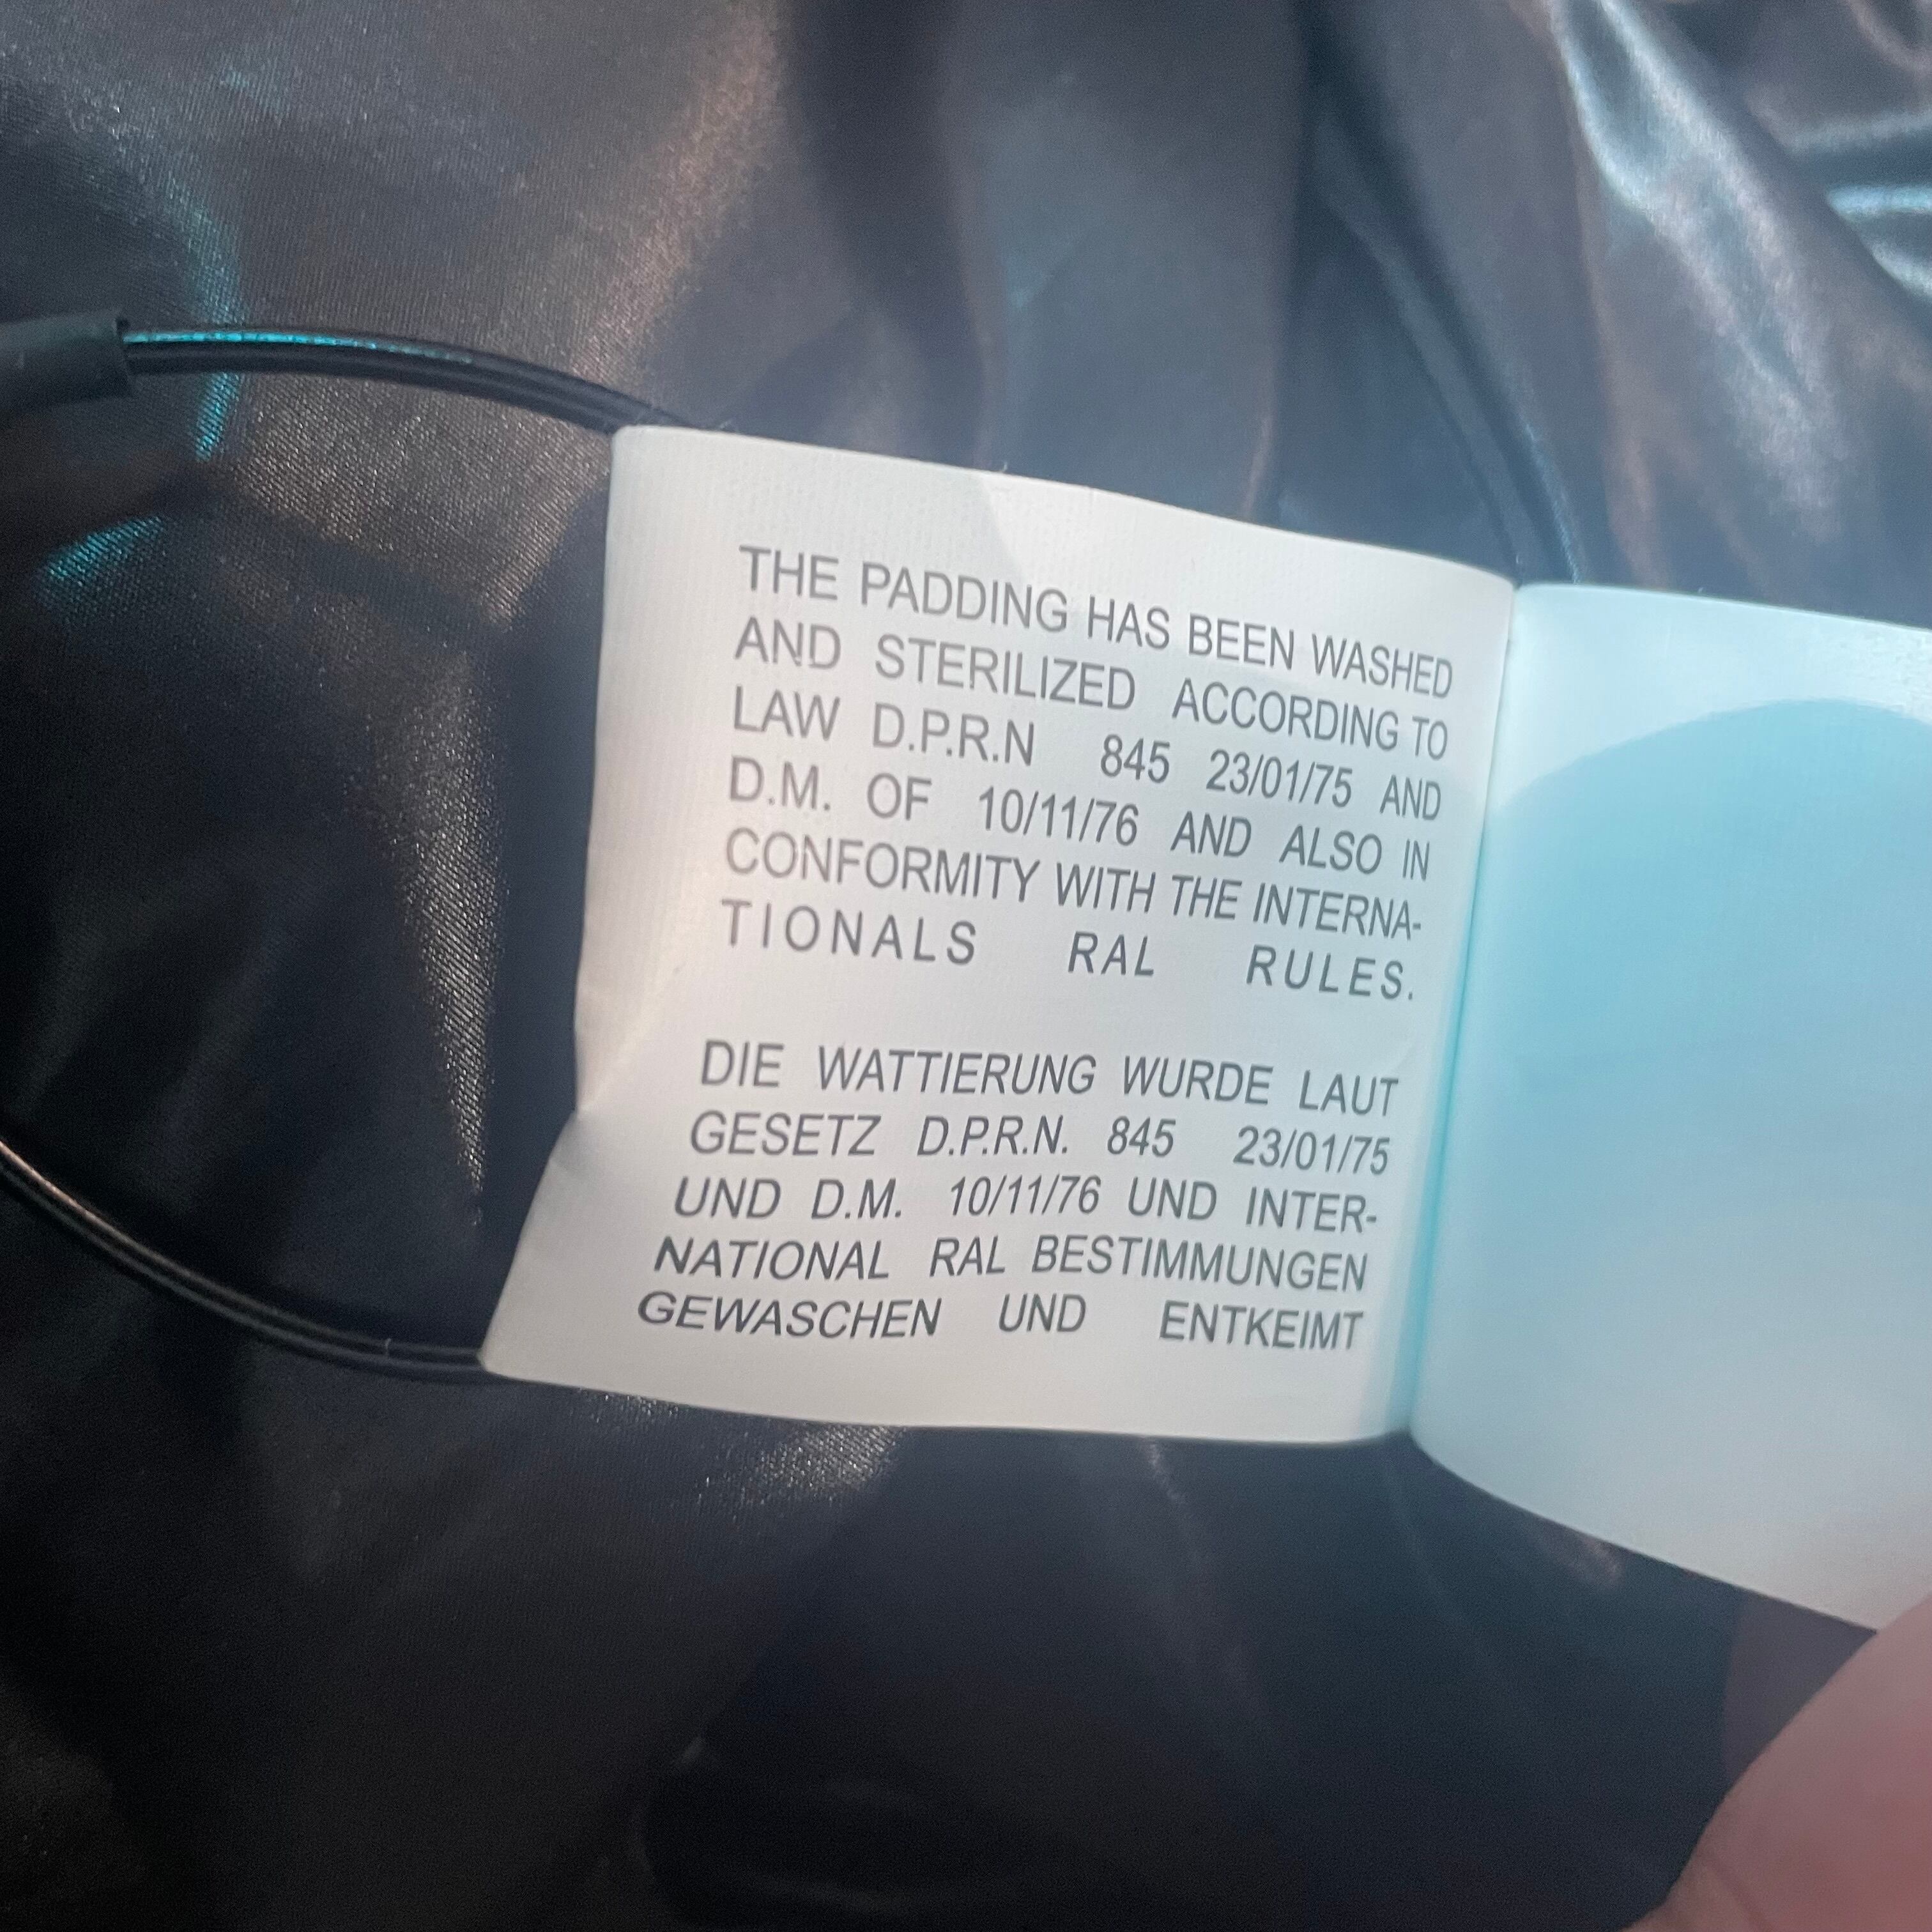 THE PADDING HAS BEEN WASHED
AND STERILIZED ACCORDING TO
LAW D.P.R.N 845 23/01/75 AND
D.M. OF 10/11/76 AND ALSO IN
CONFORMITY WITH THE INTERNA-
TIONALS RAL RULES.
DIE WATTIERUNG WURDE LAUT
GESETZ D.P.R.N. 845 23/01/75
UND D.M. 10/11/76 UND INTER-
NATIONAL RAL BESTIMMUNGEN
GEWASCHEN UND ENTKEIMT